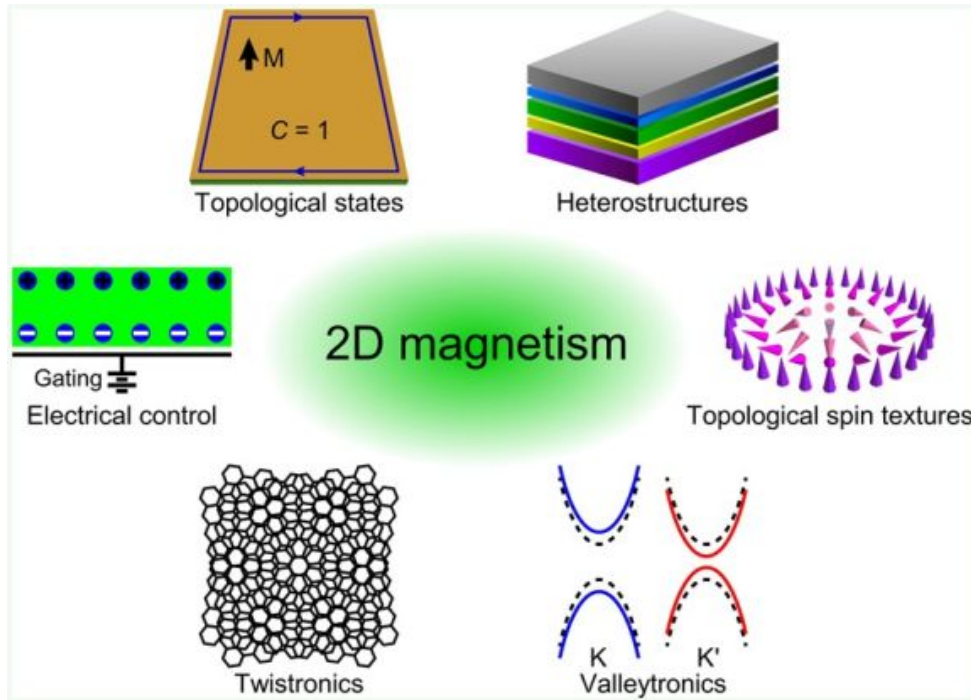 M
C = 1
Topological states
Heterostructures
2D magnetism
Gating
Electrical control
Topological spin textures
K
K'
Twistronics
Valleytronics